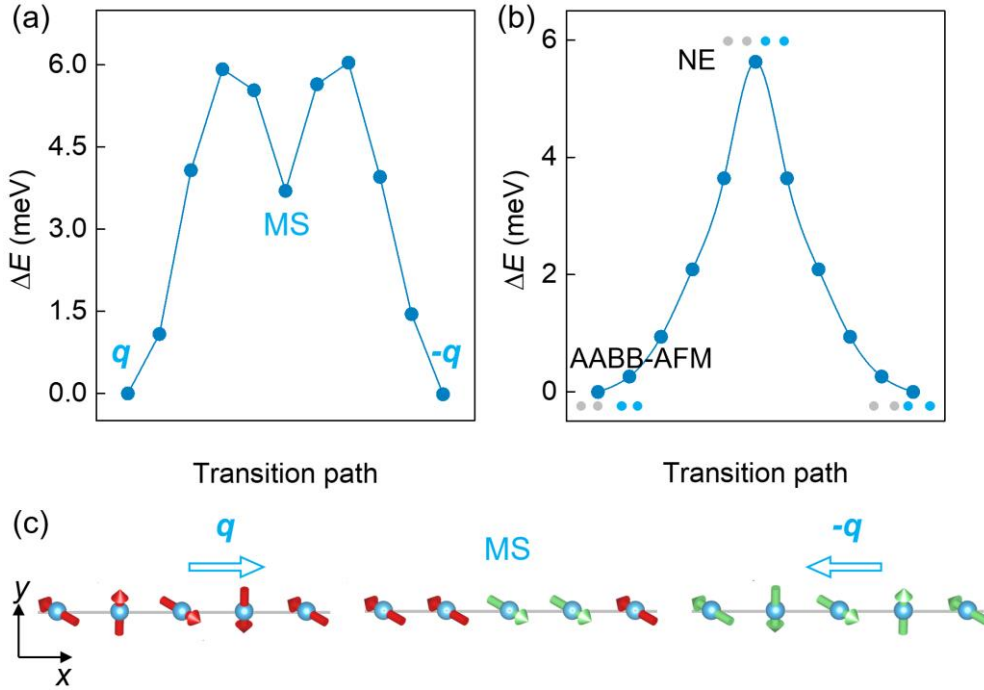 (a)
ΔE (meV)
6.0
4.5
3.0
1.5
0.0
q
MS
-q
Transition path
(b)
ΔE (meV)
6
4
2
0
NE
AABB-AFM
Transition path
(c)
q
MS
-q
y
x